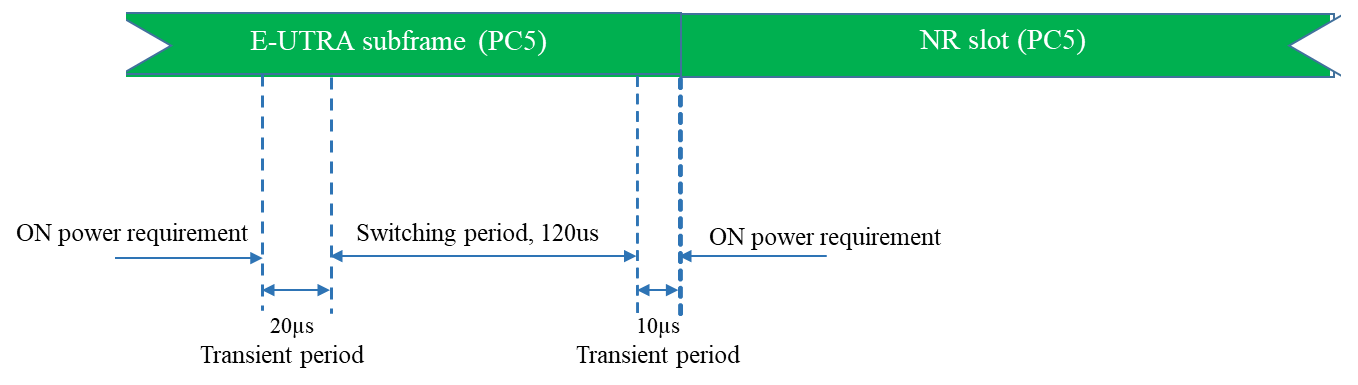 E-UTRA subframe (PC5)
NR slot (PC5)
ON power requirement
Switching period, 120us
ON power requirement
20µs
Transient period
10µs
Transient period